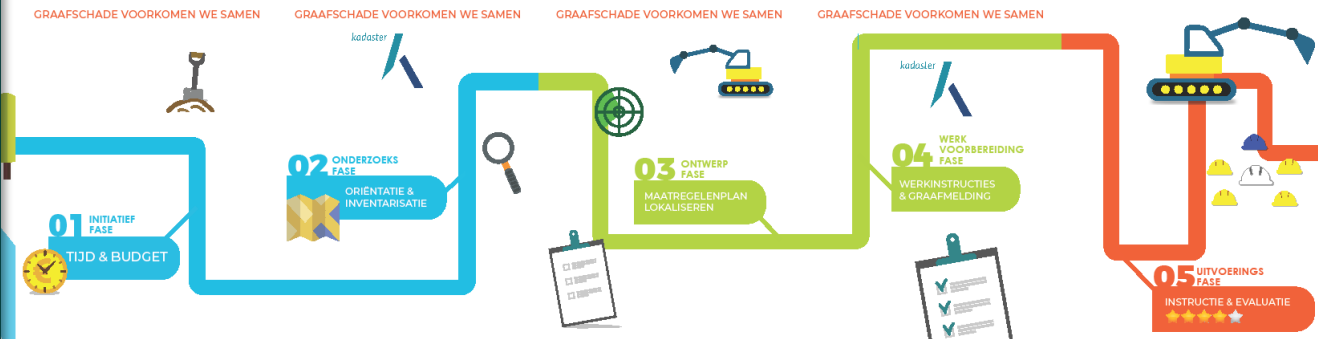 GRAAFSCHADE VOORKOMEN WE SAMEN
GRAAFSCHADE VOORKOMEN WE SAMEN
GRAAFSCHADE VOORKOMEN WE SAMEN
GRAAFSCHADE VOORKOMEN WE SAMEN
kadaster
kadaster
01 INITIATIEF
FASE
TIJD & BUDGET
02 ONDERZOEKS
FASE
ORIËNTATIE &
INVENTARISATIE
03 ONTWERP
FASE
MAATREGELENPLAN
LOKALISEREN
04 WERK
VOORBEREIDING
FASE
WERKINSTRUCTIES
& GRAAFMELDING
05 UITVOERINGS
FASE
INSTRUCTIE & EVALUATIE